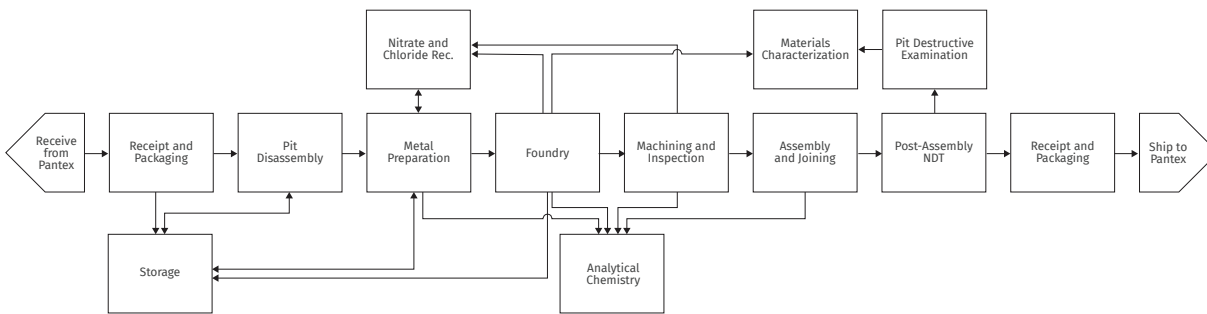 Nitrate and
Chloride Rec.
Materials
Characterization
Pit Destructive
Examination
Receive
from
Pantex
Receipt and
Packaging
Pit
Disassembly
Metal
Preparation
Foundry
Machining and
Inspection
Assembly
and Joining
Post-Assembly
NDT
Receipt and
Packaging
Ship to
Pantex
Storage
Analytical
Chemistry